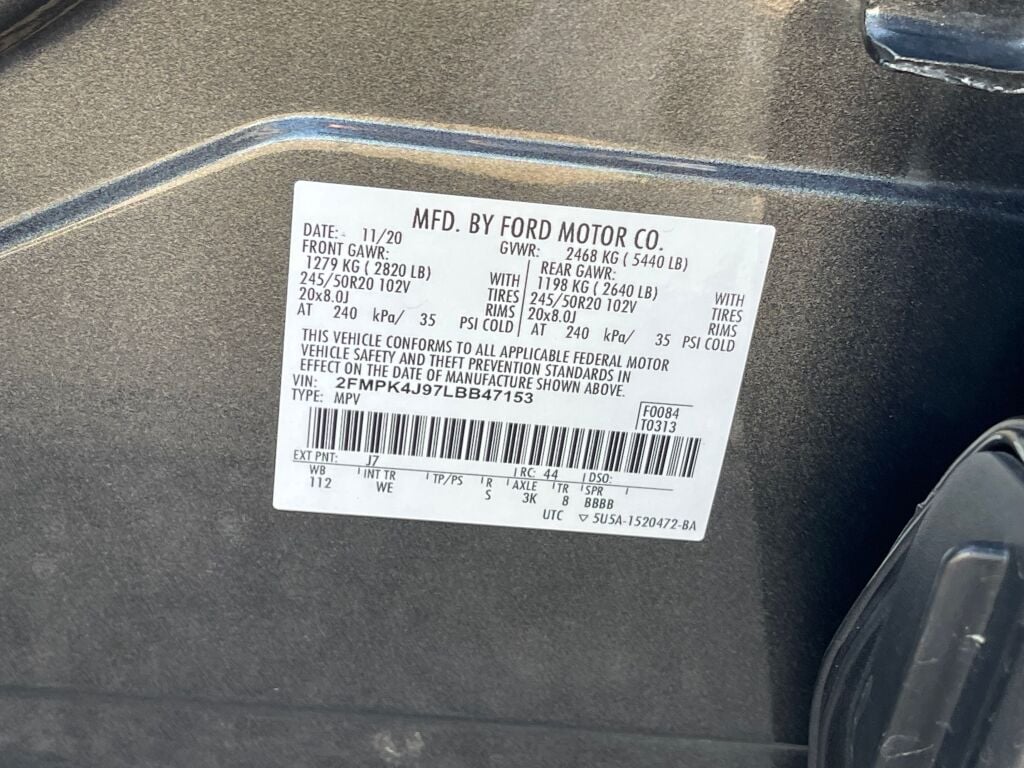 MFD. BY FORD MOTOR CO.
DATE:- 11/20 GVWR: 2468 KG ( 5440 LB)
FRONT GAWR: REAR GAWR:
1279 KG ( 2820 LB) WITH 1198 KG ( 2640 LB) WITH
245/50R20 102V TIRES 245/50R20 102V TIRES
20x8.0J RIMS 20x8.0J RIMS
AT 240 kPa/ 35 PSI COLD AT 240 kPa/ 35 PSI COLD
THIS VEHICLE CONFORMS TO ALL APPLICABLE FEDERAL MOTOR
VEHICLE SAFETY AND THEFT PREVENTION STANDARDS IN
EFFECT ON THE DATE OF MANUFACTURE SHOWN ABOVE.
VIN: 2FMPK4J97LBB47153
TYPE: MPV F0084
T0313
EXT PNT: J7 RC: 44 DSO:
WB INT TR TP/PS R AXLE TR SPR
112 WE S 3K 8 BBBB
UTC ▽ 5U5A-1520472-BA